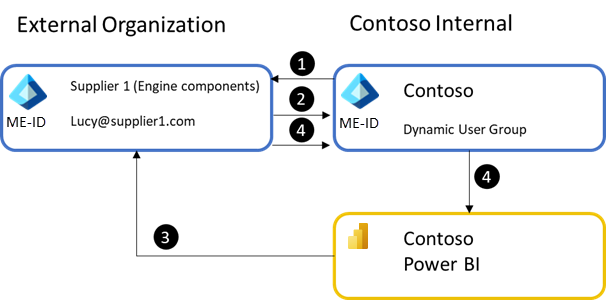 External Organization
Contoso Internal
1
Supplier 1 (Engine components)
Contoso
2
ME-ID
Lucy@supplier1.com
ME-ID
4
Dynamic User Group
4
3
Contoso
Power BI